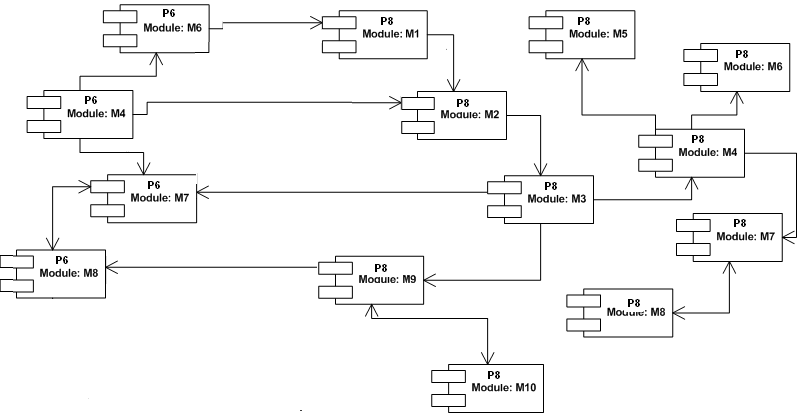 P6
Module: M6
P8
Module: M1
P8
Module: M5
P8
Module: M6
P6
Module: M4
P8
Module: M2
P8
Module: M4
P6
Module: M7
P8
Module: M3
P8
Module: M7
P6
Module: M8
P8
Module: M9
P8
Module: M8
P8
Module: M10